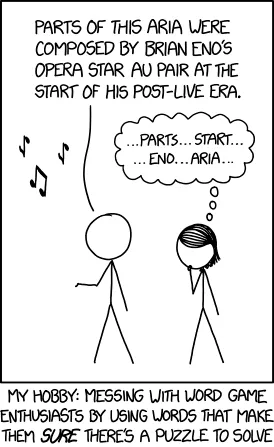 PARTS OF THIS ARIA WERE
COMPOSED BY BRIAN ENO'S
OPERA STAR AU PAIR AT THE
START OF HIS POST-LIVE ERA.
...PARTS...START...
...ENO...ARIA...
MY HOBBY: MESSING WITH WORD GAME
ENTHUSIASTS BY USING WORDS THAT MAKE
THEM SURE THERE'S A PUZZLE TO SOLVE